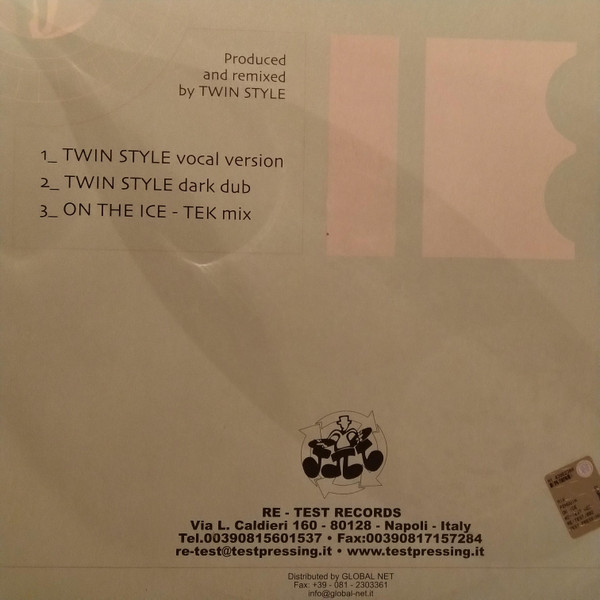 Produced
and remixed
by TWIN STYLE
1_ TWIN STYLE vocal version
2_ TWIN STYLE dark dub
3_ ON THE ICE - TEK mix
RE - TEST RECORDS
Via L. Caldieri 160 - 80128 - Napoli - Italy
Tel.00390815601537 • Fax:00390817157284
re-test@testpressing.it • www.testpressing.it
Distributed by GLOBAL NET
Fax: +39 - 081 - 2303361
info@global-net.it